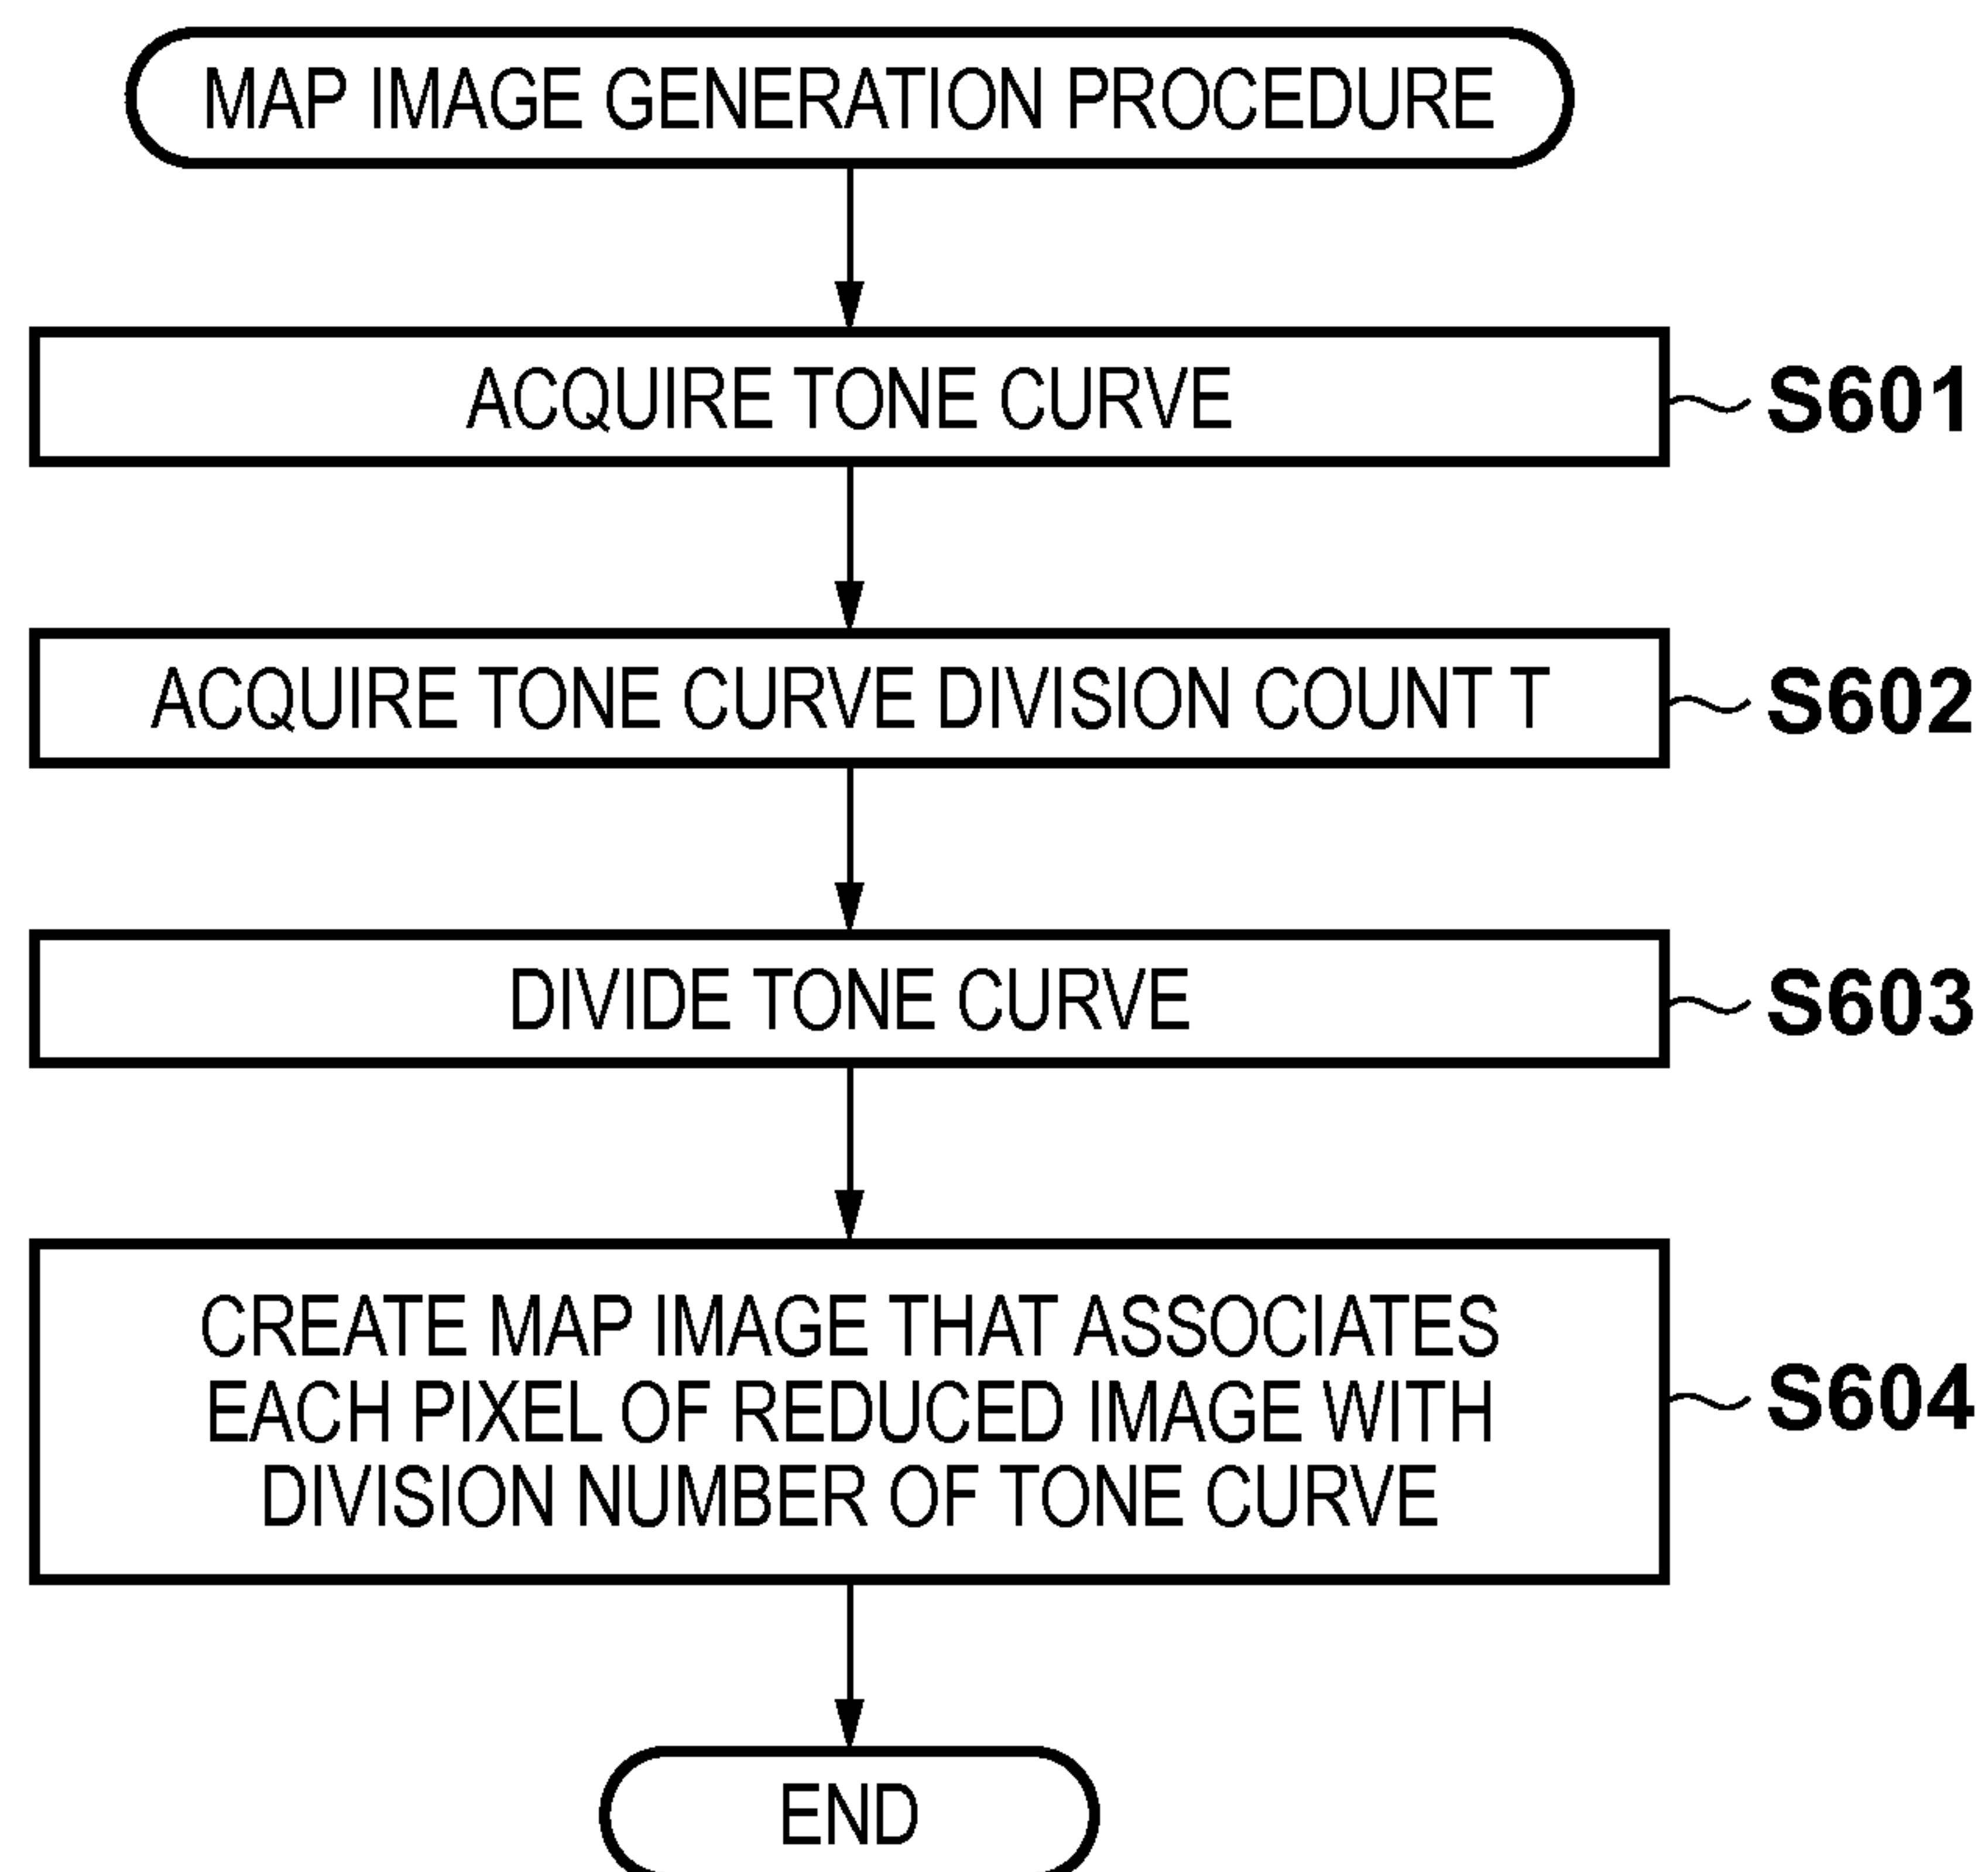 MAP IMAGE GENERATION PROCEDURE
ACQUIRE TONE CURVE
S601
ACQUIRE TONE CURVE DIVISION COUNT T
S602
DIVIDE TONE CURVE
S603
CREATE MAP IMAGE THAT ASSOCIATES
EACH PIXEL OF REDUCED IMAGE WITH
DIVISION NUMBER OF TONE CURVE
S604
END